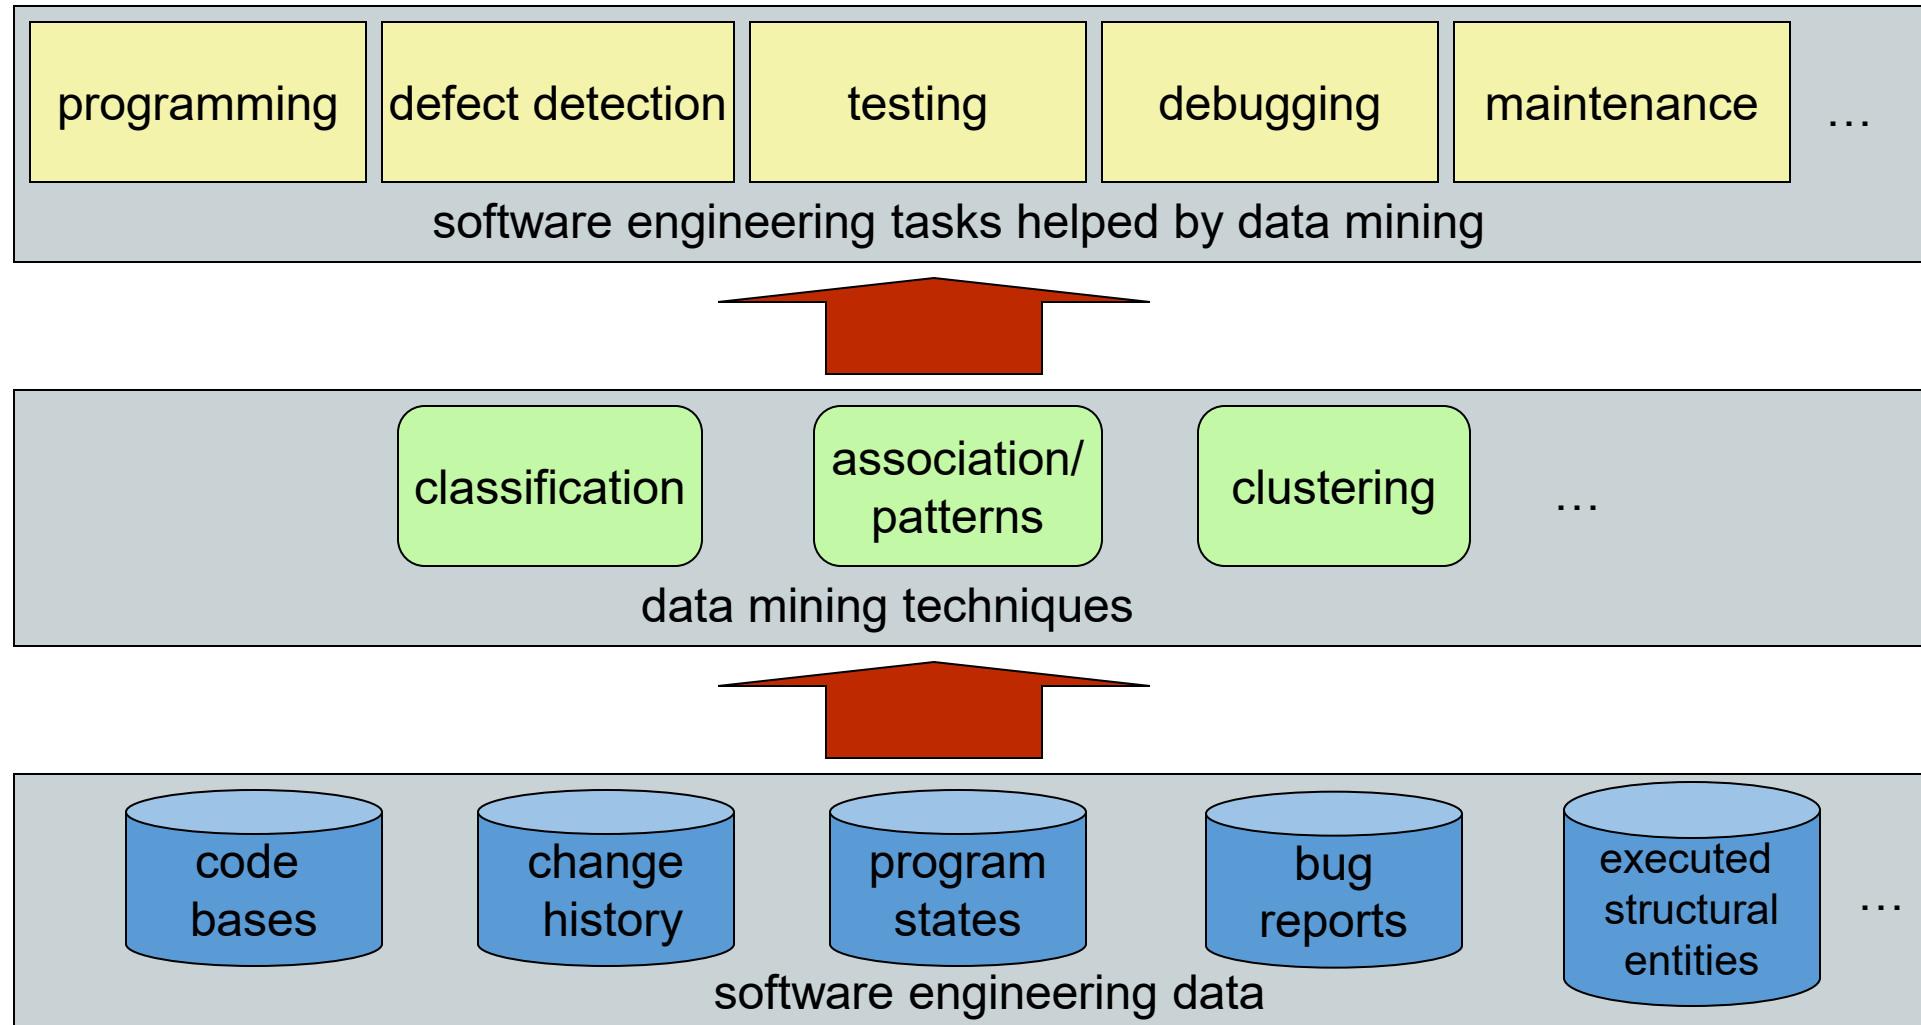 programming
defect detection
testing
debugging
maintenance
…
software engineering tasks helped by data mining
classification
association/
patterns
clustering
…
data mining techniques
code
bases
change
history
program
states
bug
reports
executed
structural
entities
…
software engineering data